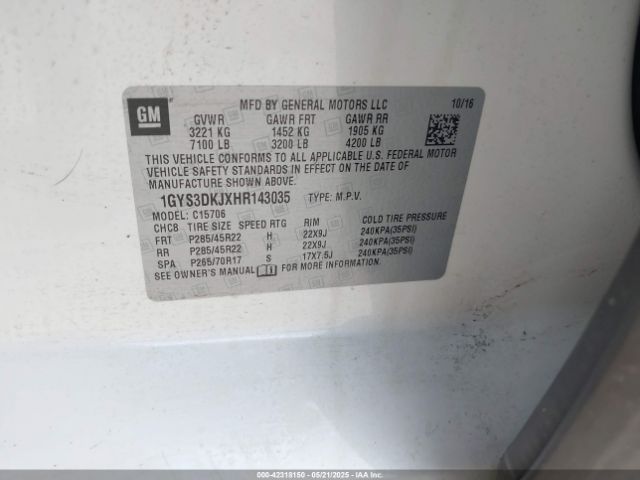 GM
MFD BY GENERAL MOTORS LLC 10/16
GVWR GAWR FRT GAWR RR
3221 KG 1452 KG 1905 KG
7100 LB 3200 LB 4200 LB
THIS VEHICLE CONFORMS TO ALL APPLICABLE U.S. FEDERAL MOTOR
VEHICLE SAFETY STANDARDS IN EFFECT ON THE DATE OF
MANUFACTURE SHOWN ABOVE.
1GYS3DKJXHR143035 TYPE: M.P.V.
MODEL: C15706
CHCB TIRE SIZE SPEED RTG RIM COLD TIRE PRESSURE
FRT P285/45R22 H 22X9J 240KPA(35PSI)
RR P285/45R22 H 22X9J 240KPA(35PSI)
SPA P265/70R17 S 17X7.5J 240KPA(35PSI)
SEE OWNER'S MANUAL FOR MORE INFORMATION.
000-42318150 - 05/21/2025 - Copyright © IAA Holdings, LLC.